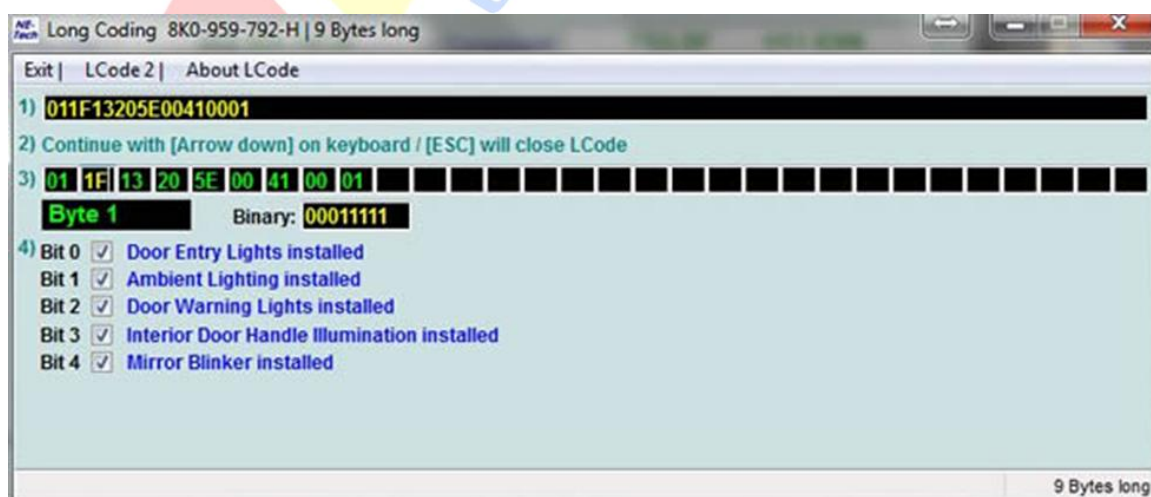 NE-Tech Long Coding 8K0-959-792-H | 9 Bytes long
Exit | LCode 2 | About LCode
1) 011F13205E00410001
2) Continue with [Arrow down] on keyboard / [ESC] will close LCode
3) 01 1F 13 20 5E 00 41 00 01
Byte 1 Binary: 00011111
4) Bit 0 Door Entry Lights installed
Bit 1 Ambient Lighting installed
Bit 2 Door Warning Lights installed
Bit 3 Interior Door Handle Illumination installed
Bit 4 Mirror Blinker installed
9 Bytes long